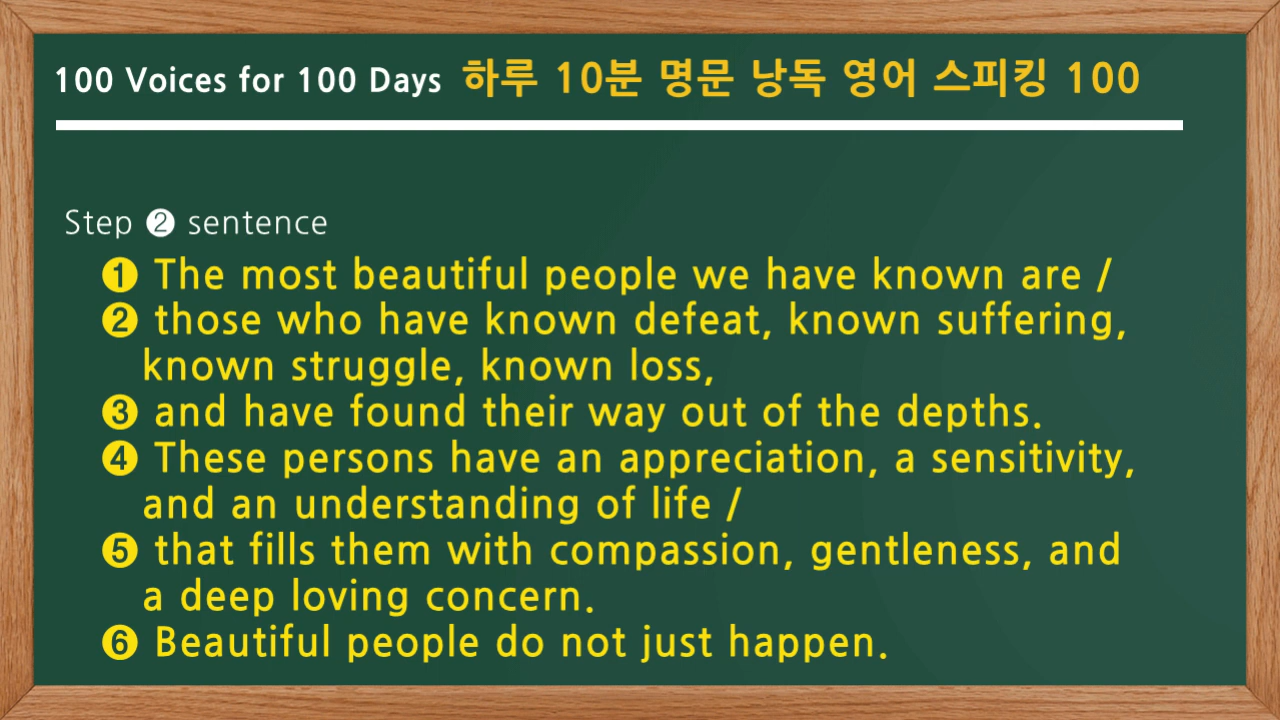 100 Voices for 100 Days 하루 10분 명문 낭독 영어 스피킹 100
Step ❷ sentence
❶ The most beautiful people we have known are /
❷ those who have known defeat, known suffering,
known struggle, known loss,
❸ and have found their way out of the depths.
❹ These persons have an appreciation, a sensitivity,
and an understanding of life /
❺ that fills them with compassion, gentleness, and
a deep loving concern.
❻ Beautiful people do not just happen.